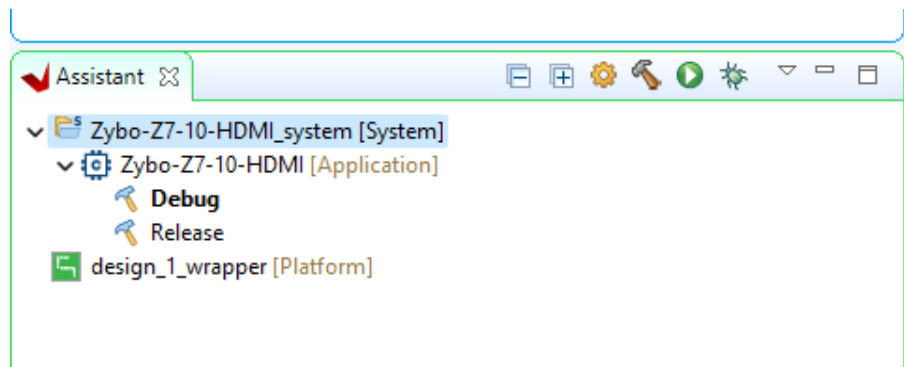 Assistant
Zybo-Z7-10-HDMI_system [System]
Zybo-Z7-10-HDMI [Application]
Debug
Release
design_1_wrapper [Platform]